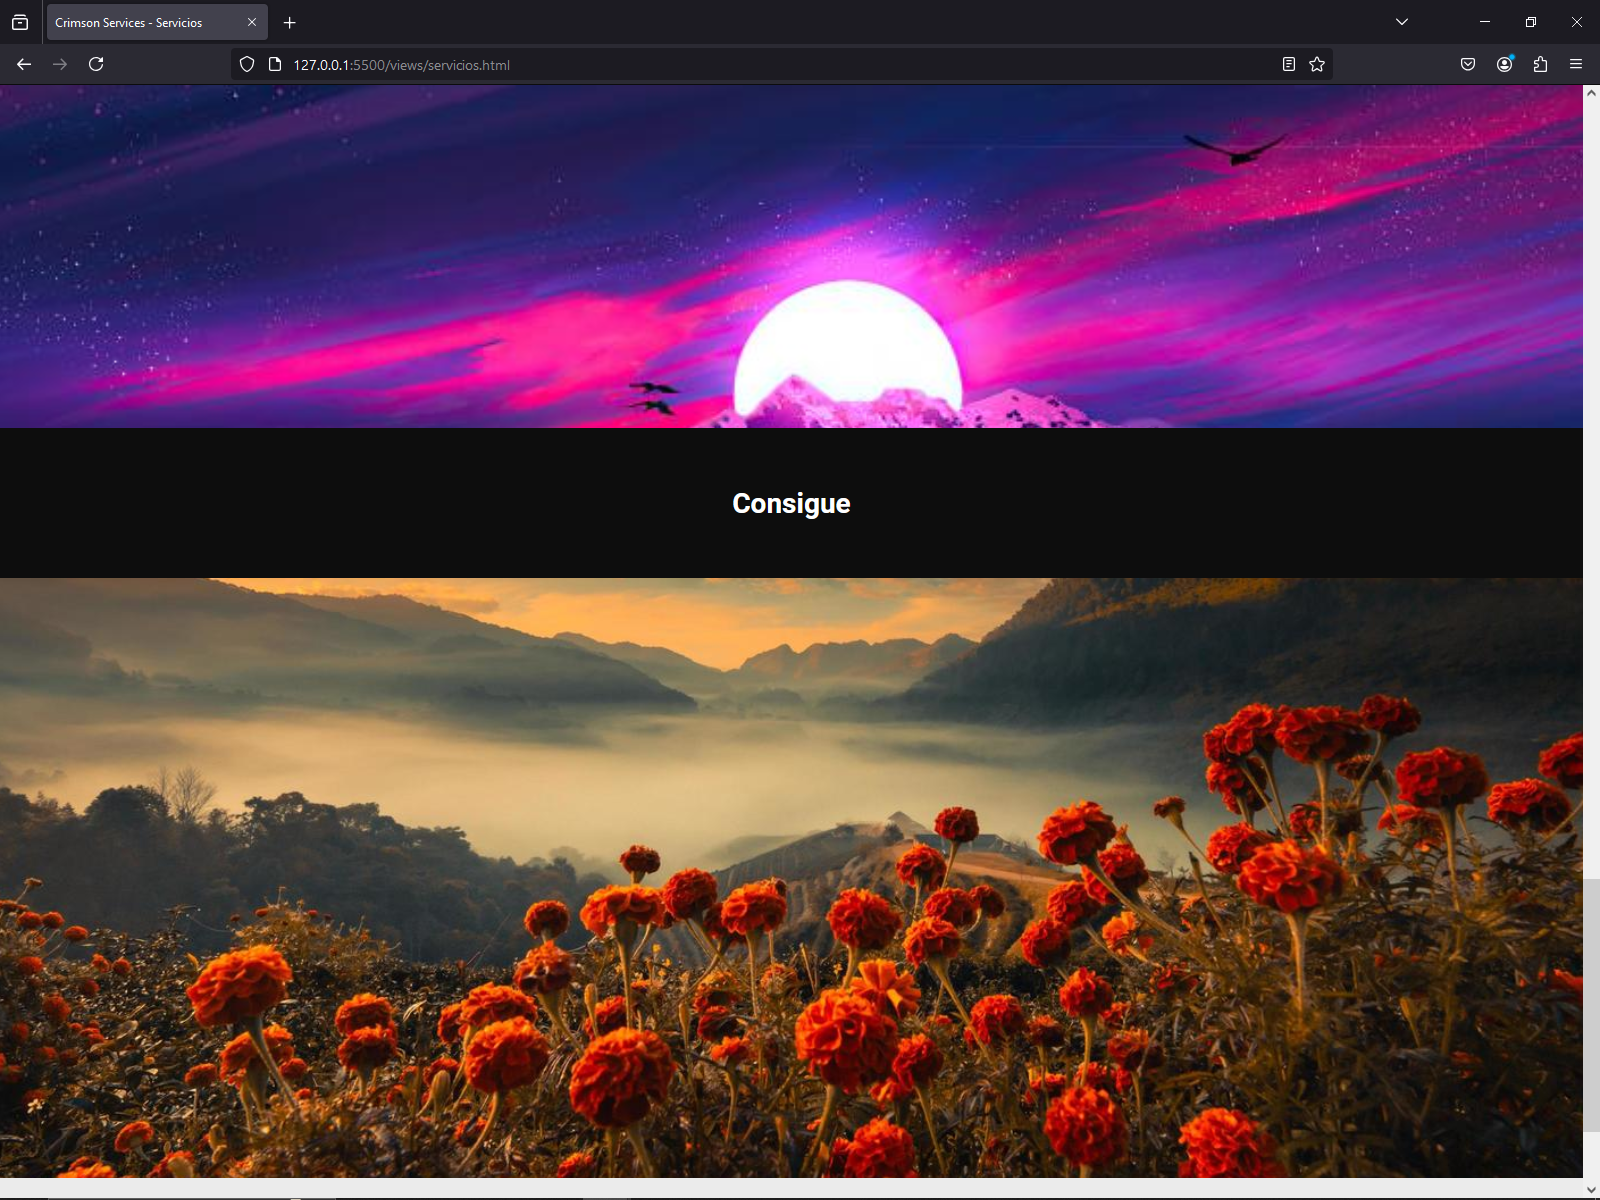 Crimson Services - Servicios
127.0.0.1:5500/views/servicios.html
Consigue